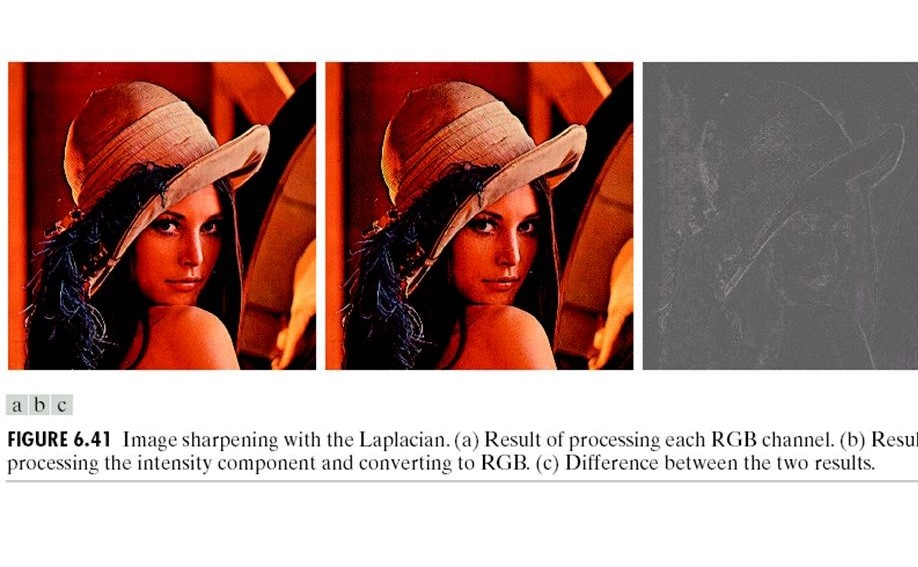 a b c
FIGURE 6.41 Image sharpening with the Laplacian. (a) Result of processing each RGB channel. (b)
processing the intensity component and converting to RGB. (c) Difference between the two results.